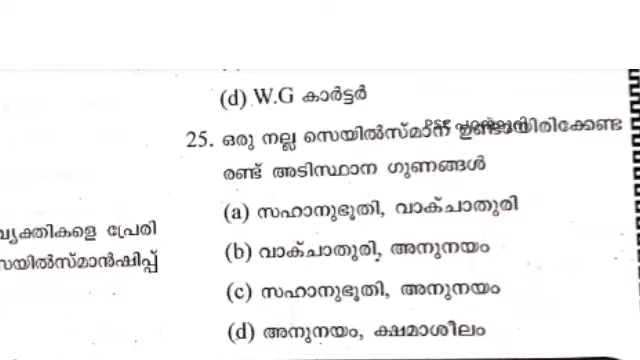 (d) W.G കാർട്ടർ
25. ഒരു നല്ല സെയിൽസ്മാന് ഉണ്ടായിരിക്കേണ്ട
രണ്ട് അടിസ്ഥാന ഗുണങ്ങൾ
(a) സഹാനുഭൂതി, വാക്ചാതുരി
(b) വാക്ചാതുരി, അനുനയം
(c) സഹാനുഭൂതി, അനുനയം
(d) അനുനയം, ക്ഷമാശീലം
വ്യക്തികളെ പ്രേരി
സെയിൽസ്മാൻഷിപ്പ്